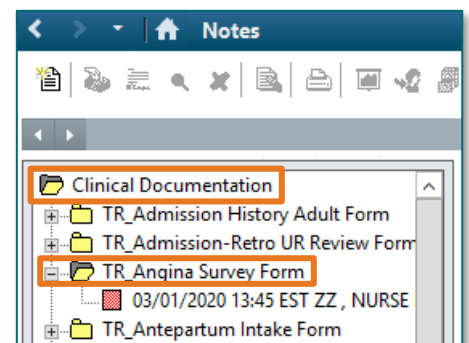 Notes
Clinical Documentation
TR_Admission History Adult Form
TR_Admission-Retro UR Review Form
TR_Angina Survey Form
03/01/2020 13:45 EST ZZ , NURSE
TR_Antepartum Intake Form